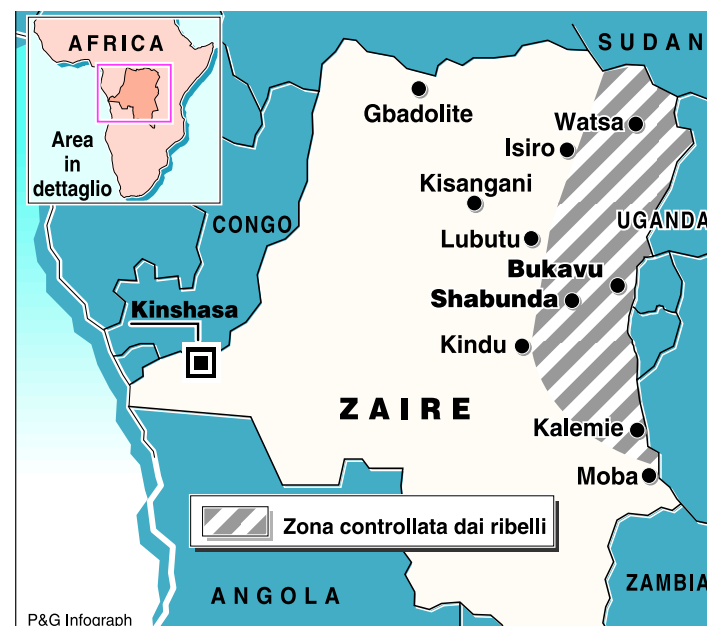 AFRICA
Area
in
dettaglio
SUDAN
Gbadolite
Watsa
Isiro
Kisangani
CONGO
UGANDA
Lubutu
Bukavu
Shabunda
Kinshasa
Kindu
ZAIRE
Kalemie
Moba
Zona controllata dai ribelli
ANGOLA
ZAMBIA
P&G Infograph